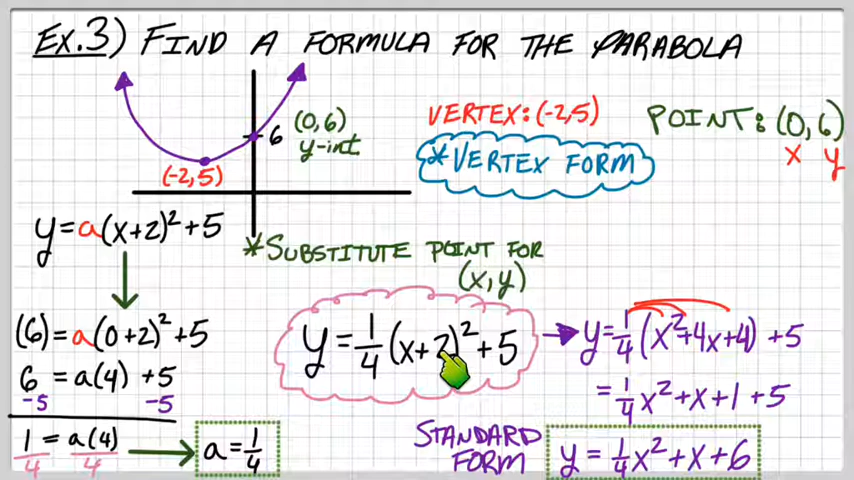 Ex.3) FIND A FORMULA FOR THE PARABOLA
6
(0,6)
y-int
(-2,5)
VERTEX: (-2,5)
*VERTEX FORM
POINT: (0,6)
x y
y=a(x+2)²+5
*SUBSTITUTE POINT FOR
(x,y)
(6)=a(0+2)²+5
6 = a(4) +5
-5 -5
1 = a(4)
4 4
a=1/4
y=1/4(x+2)²+5
y=1/4(x²+4x+4)+5
=1/4x²+x+1+5
STANDARD
FORM
y=1/4x²+x+6